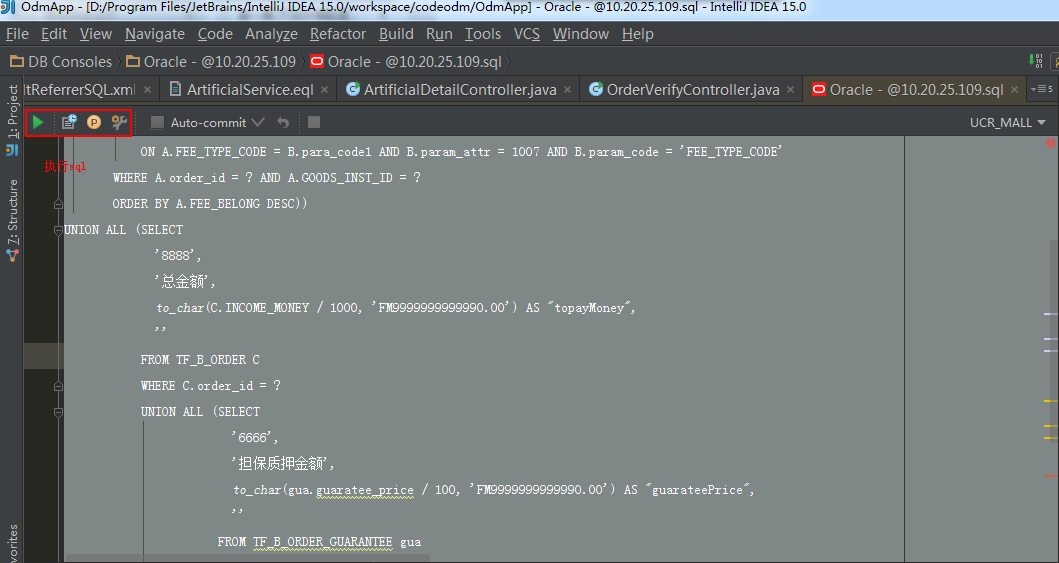 OdmApp - [D:/Program Files/JetBrains/IntelliJ IDEA 15.0/workspace/codeodm/OdmApp] - Oracle - @10.20.25.109.sql - IntelliJ IDEA 15.0
File Edit View Navigate Code Analyze Refactor Build Run Tools VCS Window Help
DB Consoles Oracle - @10.20.25.109 Oracle - @10.20.25.109.sql
ltReferrerSQL.xml ArtificialService.eql ArtificialDetailController.java OrderVerifyController.java Oracle - @10.20.25.109.sql 5
1: Project
Auto-commit UCR_MALL
执行sql
ON A.FEE_TYPE_CODE = B.para_code1 AND B.param_attr = 1007 AND B.param_code = 'FEE_TYPE_CODE'
WHERE A.order_id = ? AND A.GOODS_INST_ID = ?
ORDER BY A.FEE_BELONG DESC))
7: Structure
UNION ALL (SELECT
'8888',
'总金额',
to_char(C.INCOME_MONEY / 1000, 'FM9999999999990.00') AS "topayMoney",
''
FROM TF_B_ORDER C
WHERE C.order_id = ?
UNION ALL (SELECT
'6666',
'担保质押金额',
to_char(gua.guaratee_price / 100, 'FM9999999999990.00') AS "guarateePrice",
''
FROM TF_B_ORDER_GUARANTEE gua
vorites